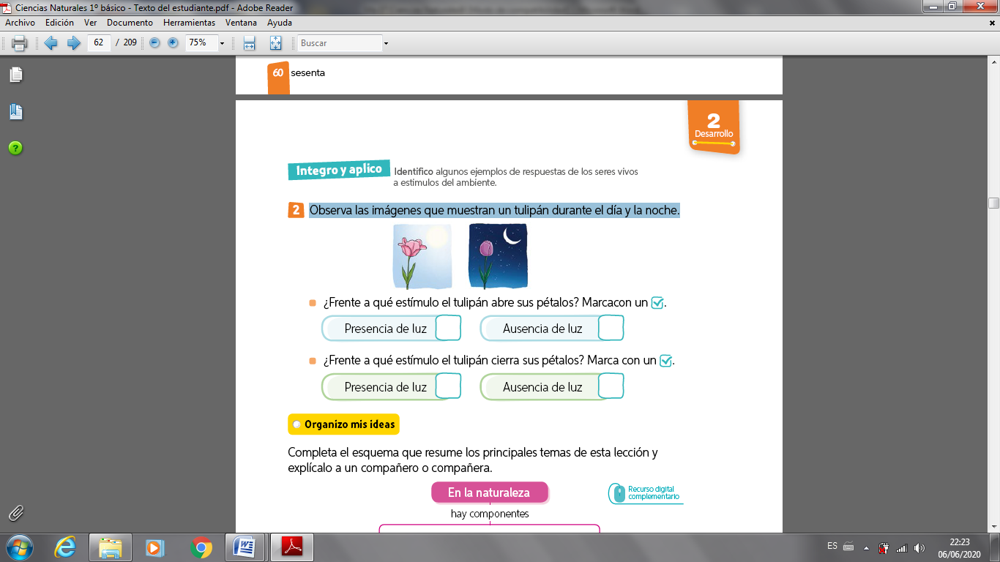 Ciencias Naturales 1º básico - Texto del estudiante.pdf - Adobe Reader
Archivo Edición Ver Documento Herramientas Ventana Ayuda
62 / 209 75% Buscar
60 sesenta
2
Desarrollo
Integro y aplico Identifico algunos ejemplos de respuestas de los seres vivos
a estimulos del ambiente.
2 Observa las imágenes que muestran un tulipán durante el día y la noche.
¿Frente a qué estímulo el tulipán abre sus pétalos? Marcacon un .
Presencia de luz Ausencia de luz
¿Frente a qué estímulo el tulipán cierra sus pétalos? Marca con un .
Presencia de luz Ausencia de luz
Organizo mis ideas
Completa el esquema que resume los principales temas de esta lección y
explícalo a un compañero o compañera.
En la naturaleza
Recurso digital
complementario
hay componentes
ES 22:23
06/06/2020